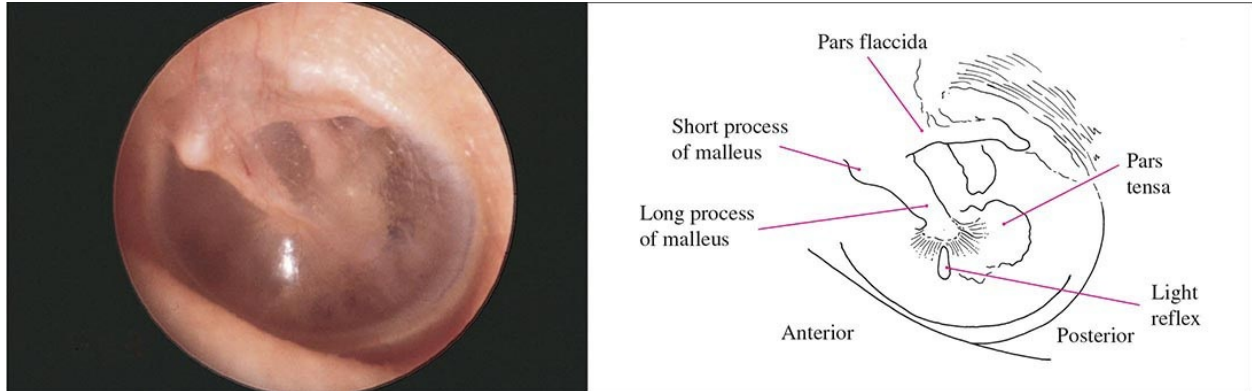 Pars flaccida
Short process
of malleus
Long process
of malleus
Pars
tensa
Light
reflex
Anterior
Posterior